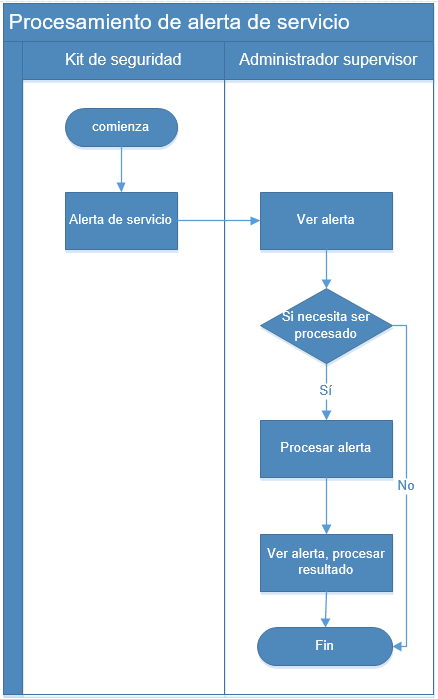 Procesamiento de alerta de servicio
Kit de seguridad
Administrador supervisor
comienza
Alerta de servicio
Ver alerta
Si necesita ser
procesado
Sí
Procesar alerta
No
Ver alerta, procesar
resultado
Fin